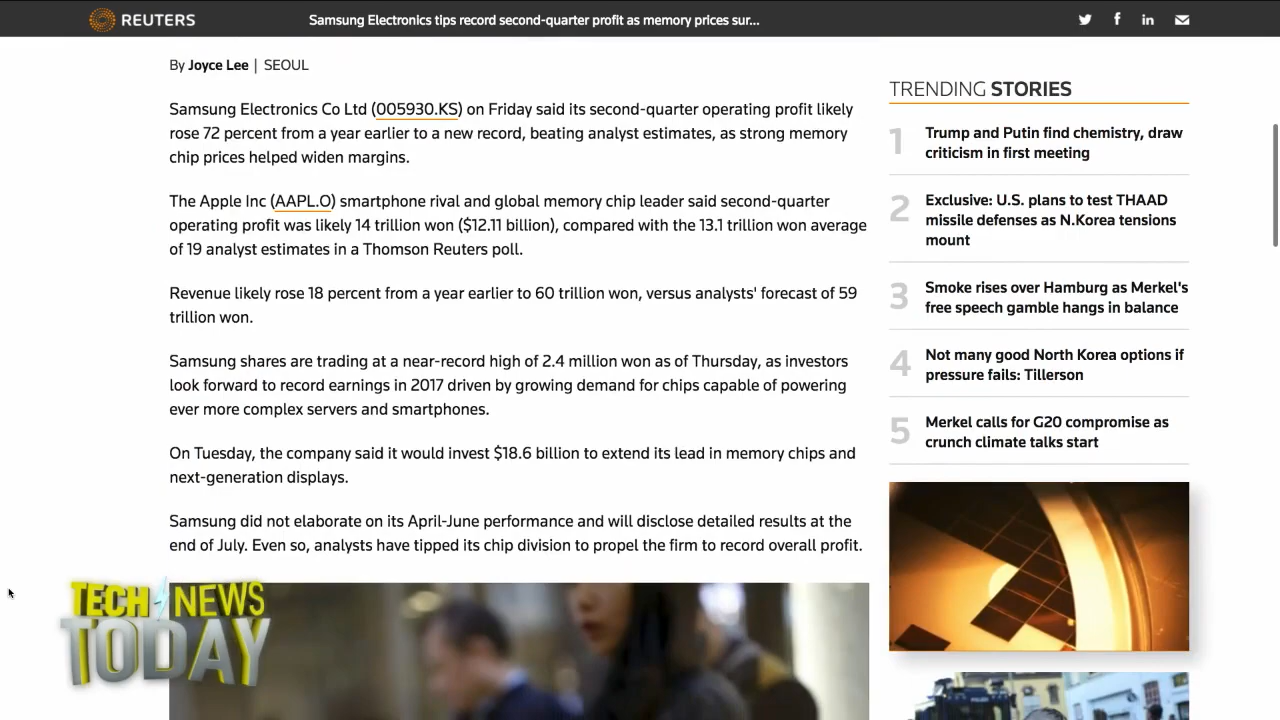 REUTERS
Samsung Electronics tips record second-quarter profit as memory prices sur...
By Joyce Lee | SEOUL
Samsung Electronics Co Ltd (005930.KS) on Friday said its second-quarter operating profit likely
rose 72 percent from a year earlier to a new record, beating analyst estimates, as strong memory
chip prices helped widen margins.
The Apple Inc (AAPL.O) smartphone rival and global memory chip leader said second-quarter
operating profit was likely 14 trillion won ($12.11 billion), compared with the 13.1 trillion won average
of 19 analyst estimates in a Thomson Reuters poll.
Revenue likely rose 18 percent from a year earlier to 60 trillion won, versus analysts' forecast of 59
trillion won.
Samsung shares are trading at a near-record high of 2.4 million won as of Thursday, as investors
look forward to record earnings in 2017 driven by growing demand for chips capable of powering
ever more complex servers and smartphones.
On Tuesday, the company said it would invest $18.6 billion to extend its lead in memory chips and
next-generation displays.
Samsung did not elaborate on its April-June performance and will disclose detailed results at the
end of July. Even so, analysts have tipped its chip division to propel the firm to record overall profit.
TRENDING STORIES
1 Trump and Putin find chemistry, draw
criticism in first meeting
2 Exclusive: U.S. plans to test THAAD
missile defenses as N.Korea tensions
mount
3 Smoke rises over Hamburg as Merkel's
free speech gamble hangs in balance
4 Not many good North Korea options if
pressure fails: Tillerson
5 Merkel calls for G20 compromise as
crunch climate talks start
TECH NEWS
TODAY